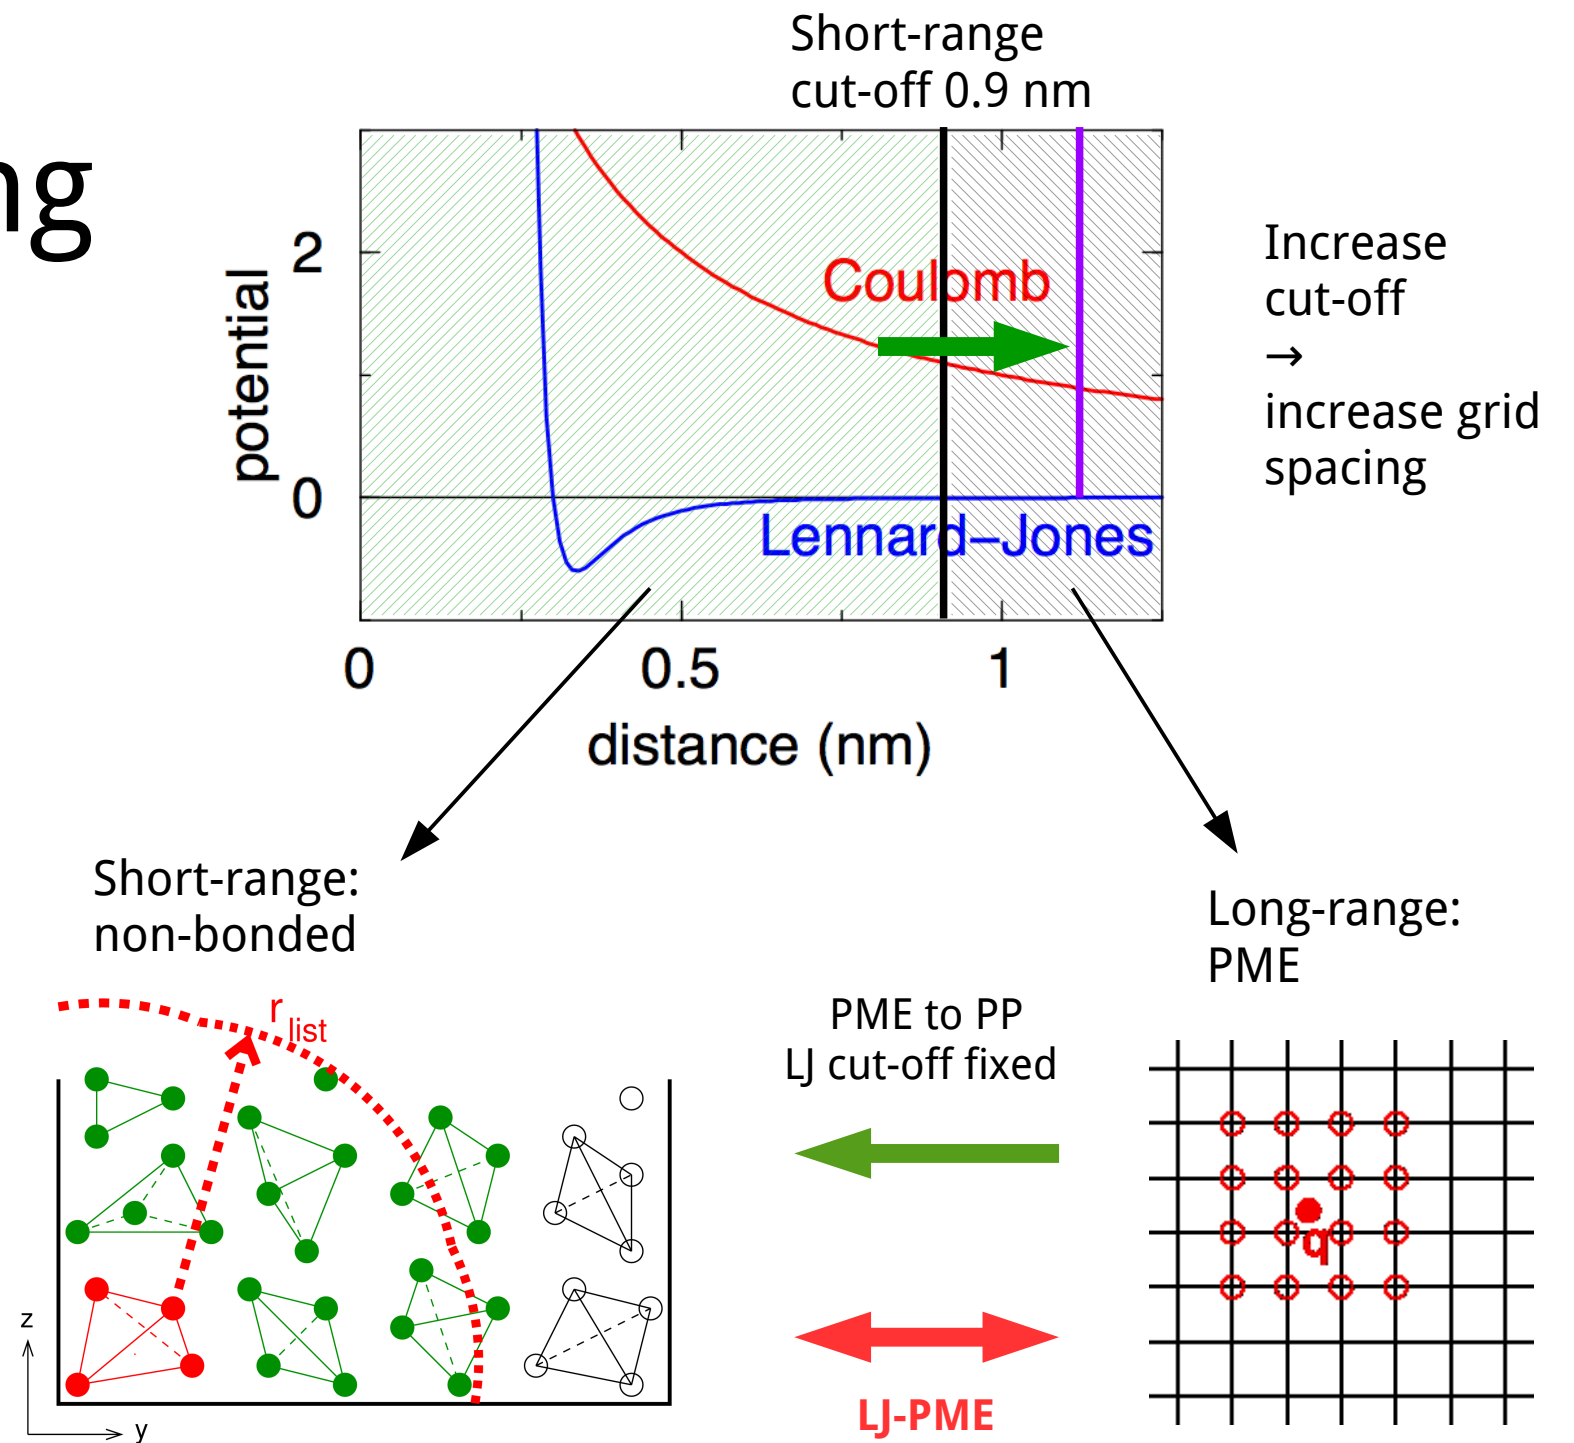 Short-range
cut-off 0.9 nm
ng
potential
2
0
Coulomb
Lennard–Jones
0
0.5
1
distance (nm)
Increase
cut-off
→
increase grid
spacing
Short-range:
non-bonded
Long-range:
PME
r list
PME to PP
LJ cut-off fixed
q
LJ-PME
z
y